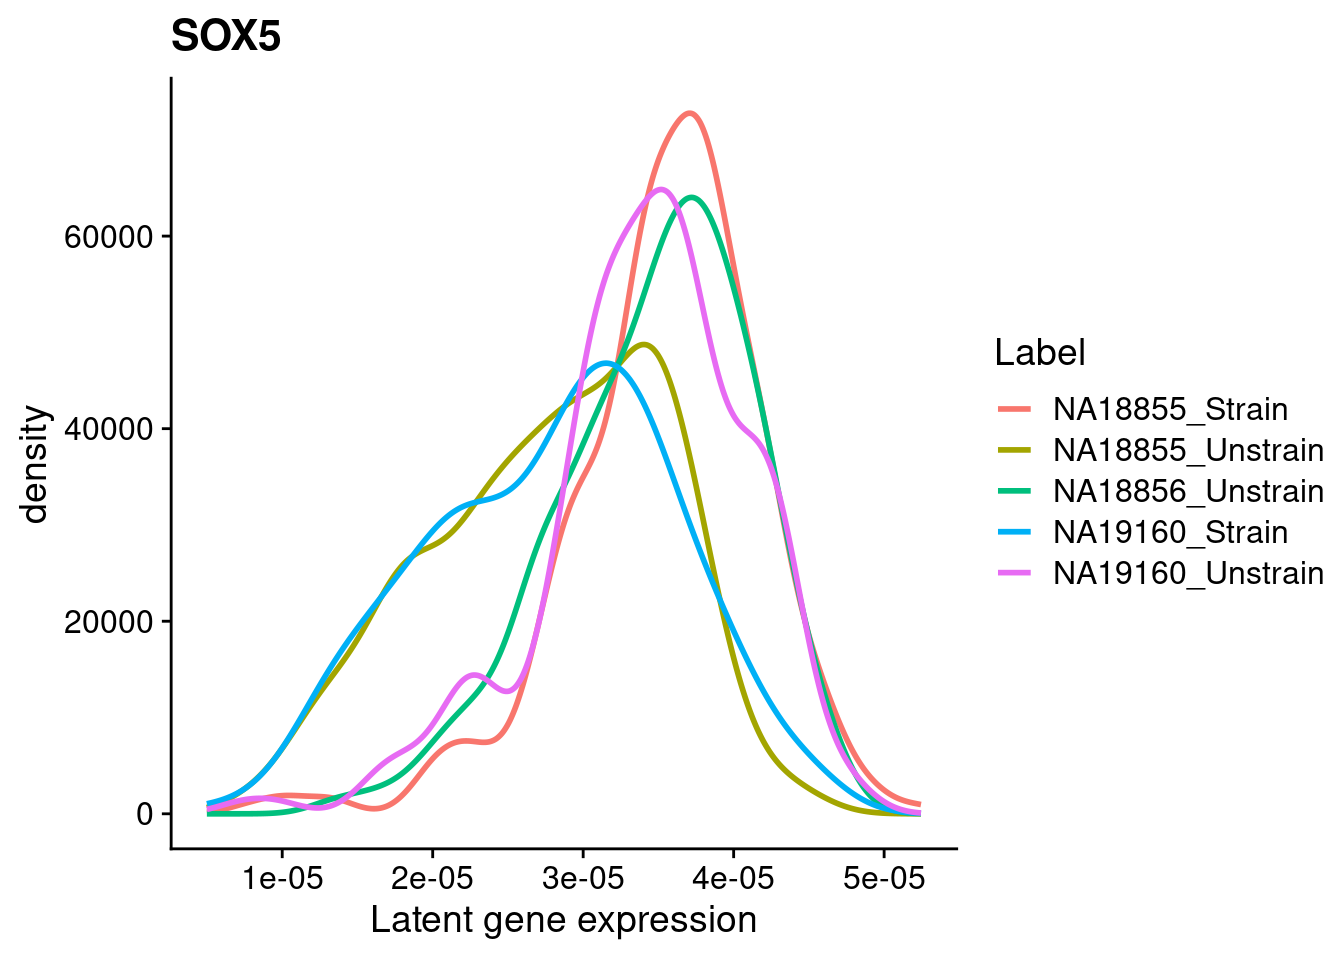 SOX5
density
60000
40000
20000
0
1e-05 2e-05 3e-05 4e-05 5e-05
Latent gene expression
Label
NA18855_Strain
NA18855_Unstrain
NA18856_Unstrain
NA19160_Strain
NA19160_Unstrain